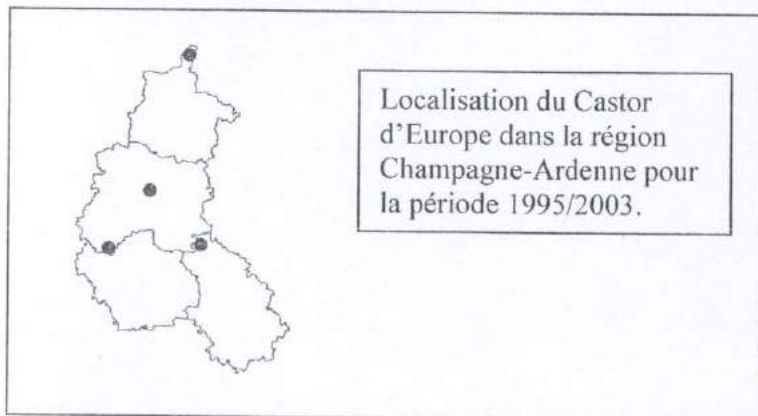 Localisation du Castor
d'Europe dans la région
Champagne-Ardenne pour
la période 1995/2003.